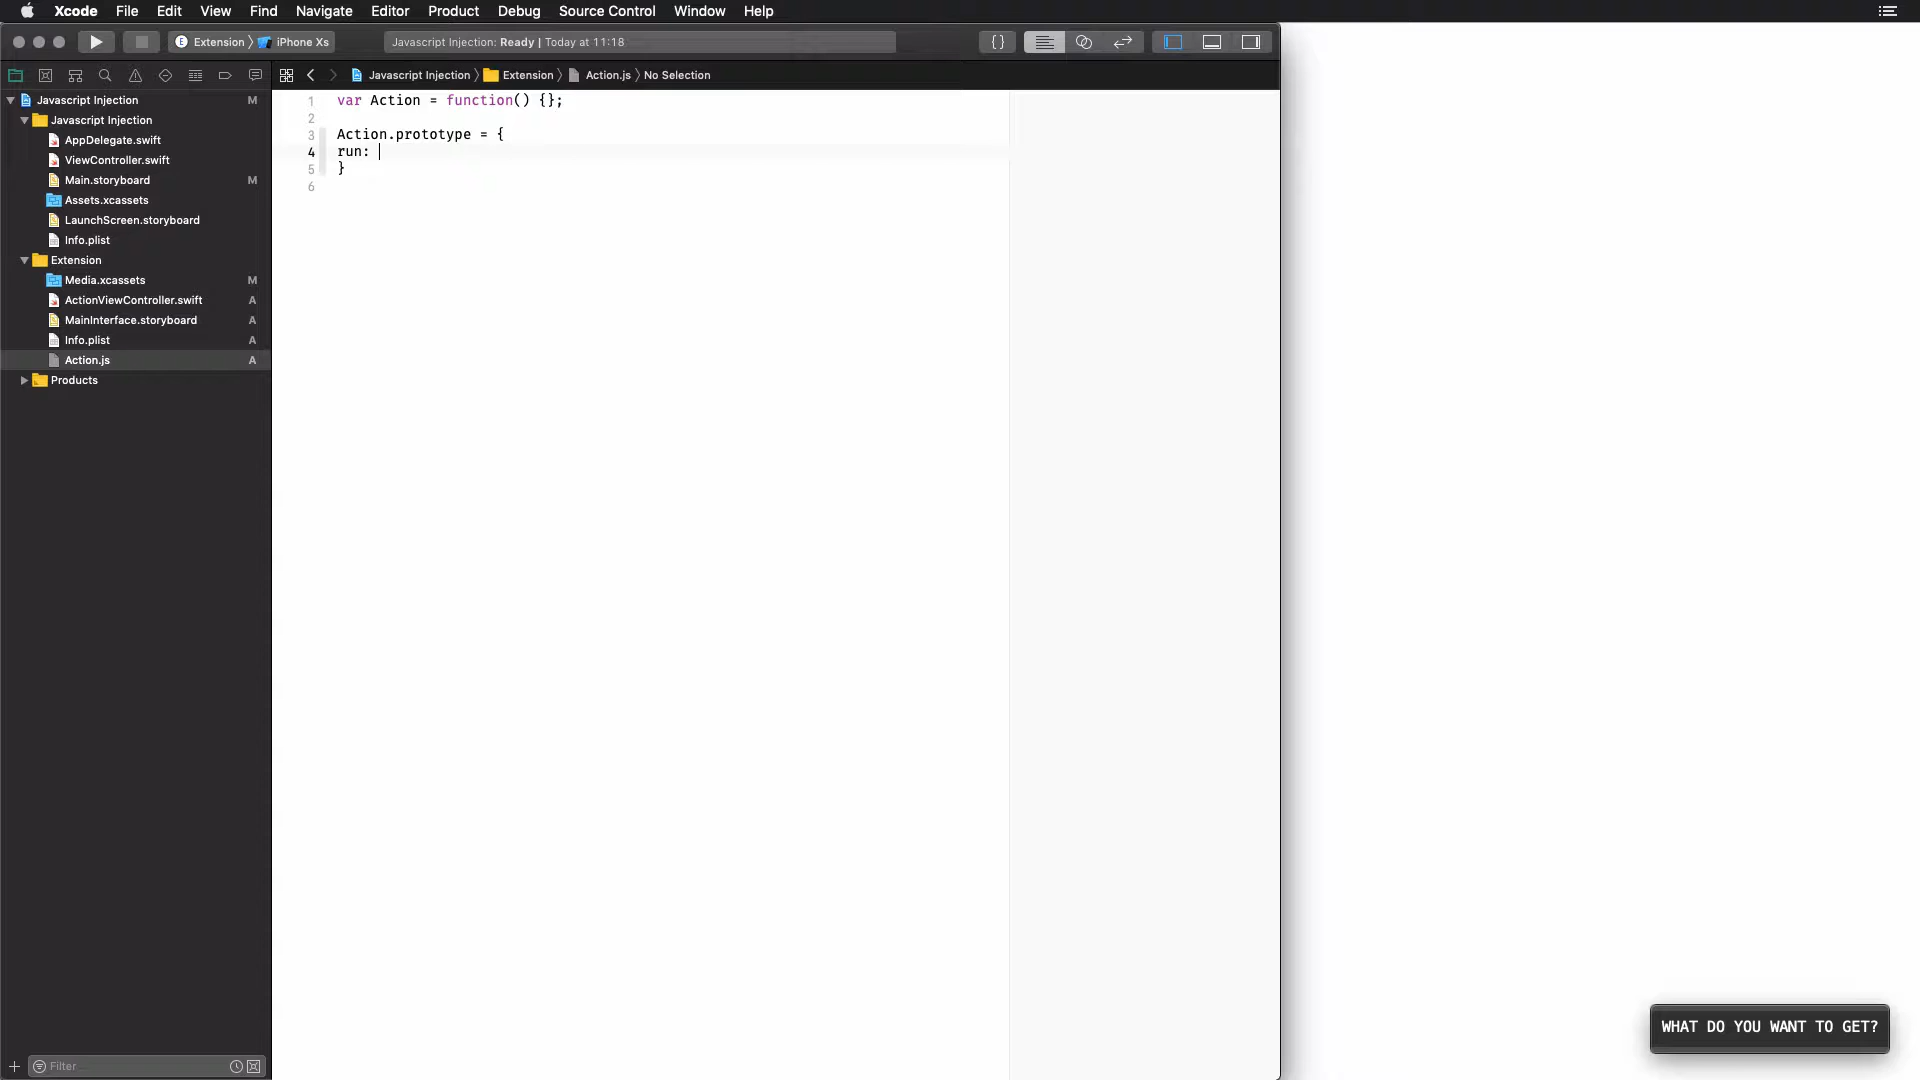 Xcode File Edit View Find Navigate Editor Product Debug Source Control Window Help
Extension iPhone Xs
Javascript Injection: Ready | Today at 11:18
{}
Javascript Injection Extension Action.js No Selection
Javascript Injection M
Javascript Injection
AppDelegate.swift
ViewController.swift
Main.storyboard M
Assets.xcassets
LaunchScreen.storyboard
Info.plist
Extension
Media.xcassets M
ActionViewController.swift A
MainInterface.storyboard A
Info.plist A
Action.js A
Products
Filter
1 var Action = function() {};
2
3 Action.prototype = {
4 run:
5 }
6
WHAT DO YOU WANT TO GET?